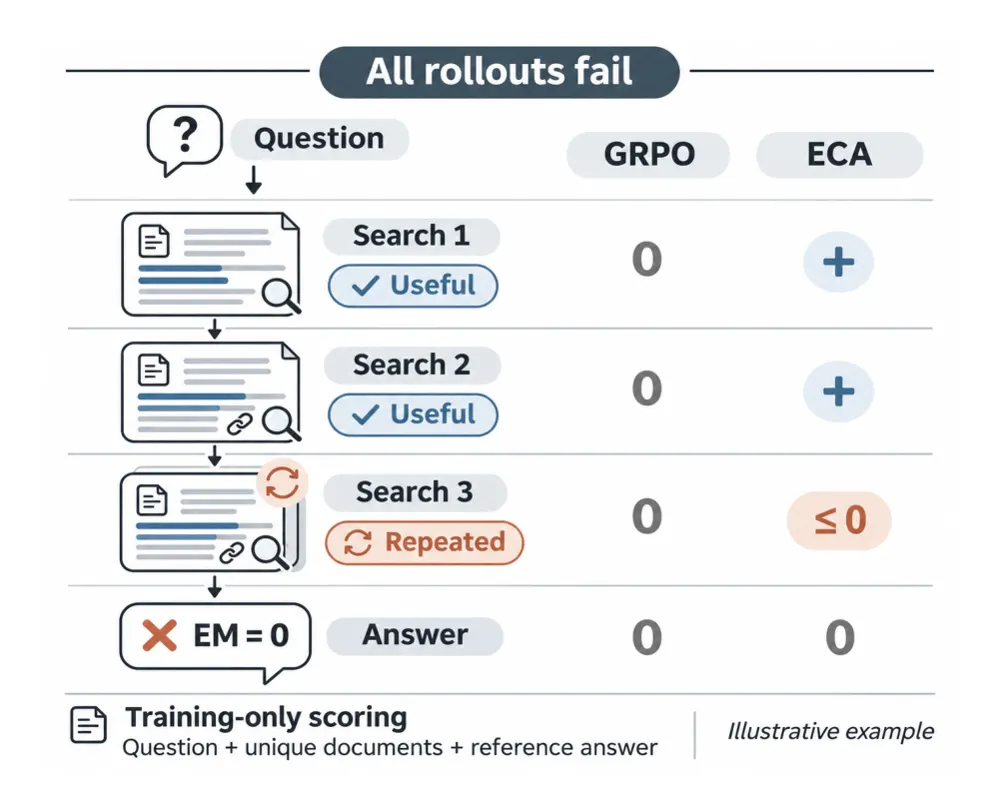 All rollouts fail
?
Question
GRPO
ECA
Search 1
Useful
0
+
Search 2
Useful
0
+
Search 3
Repeated
0
≤ 0
EM = 0
Answer
0
0
Training-only scoring
Question + unique documents + reference answer
Illustrative example